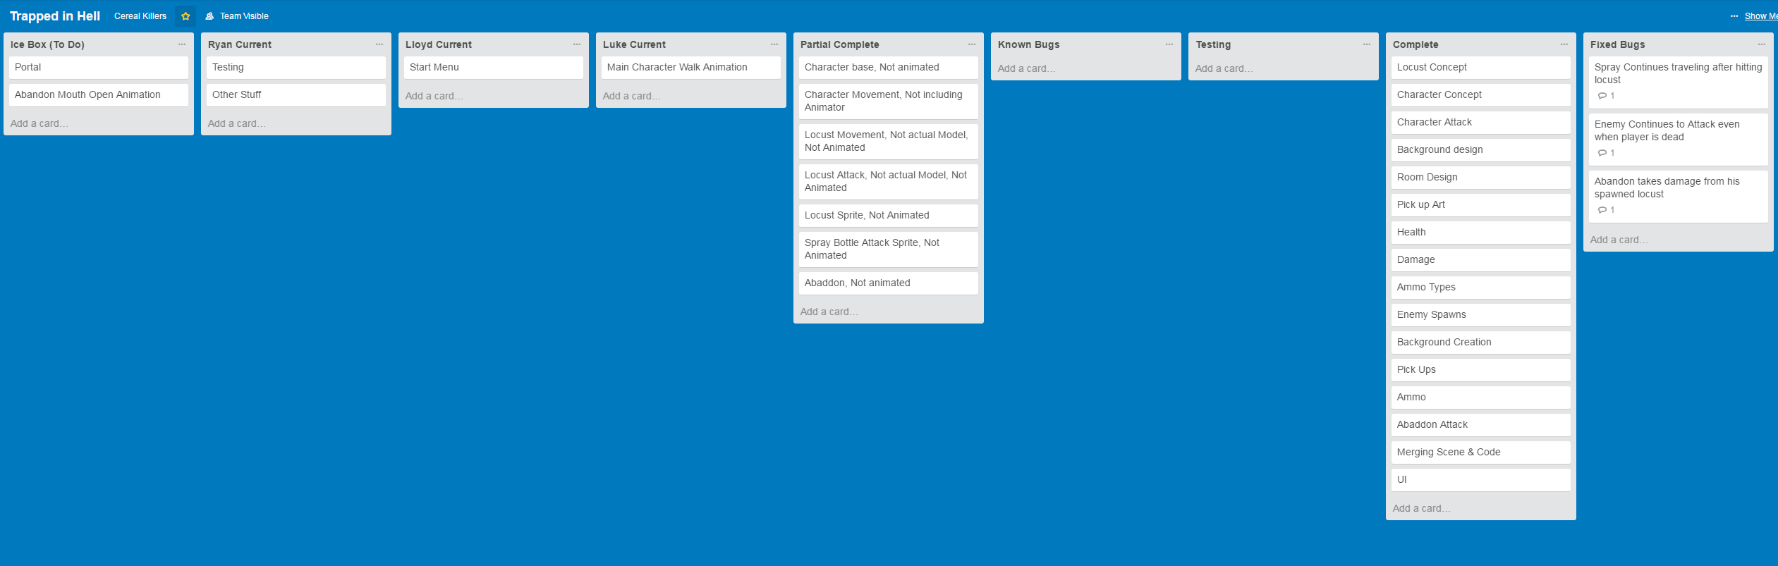 Trapped in Hell Cereal Killers Team Visible ... Show Me
Ice Box (To Do) ...
Portal
Abandon Mouth Open Animation
Add a card...
Ryan Current ...
Testing
Other Stuff
Add a card...
Lloyd Current ...
Start Menu
Add a card...
Luke Current ...
Main Character Walk Animation
Add a card...
Partial Complete ...
Character base, Not animated
Character Movement, Not including
Animator
Locust Movement, Not actual Model,
Not Animated
Locust Attack, Not actual Model, Not
Animated
Locust Sprite, Not Animated
Spray Bottle Attack Sprite, Not
Animated
Abaddon, Not animated
Add a card...
Known Bugs ...
Add a card...
Testing ...
Add a card...
Complete ...
Locust Concept
Character Concept
Character Attack
Background design
Room Design
Pick up Art
Health
Damage
Ammo Types
Enemy Spawns
Background Creation
Pick Ups
Ammo
Abaddon Attack
Merging Scene & Code
UI
Add a card...
Fixed Bugs ...
Spray Continues traveling after hitting
locust
1
Enemy Continues to Attack even
when player is dead
1
Abandon takes damage from his
spawned locust
1
Add a card...